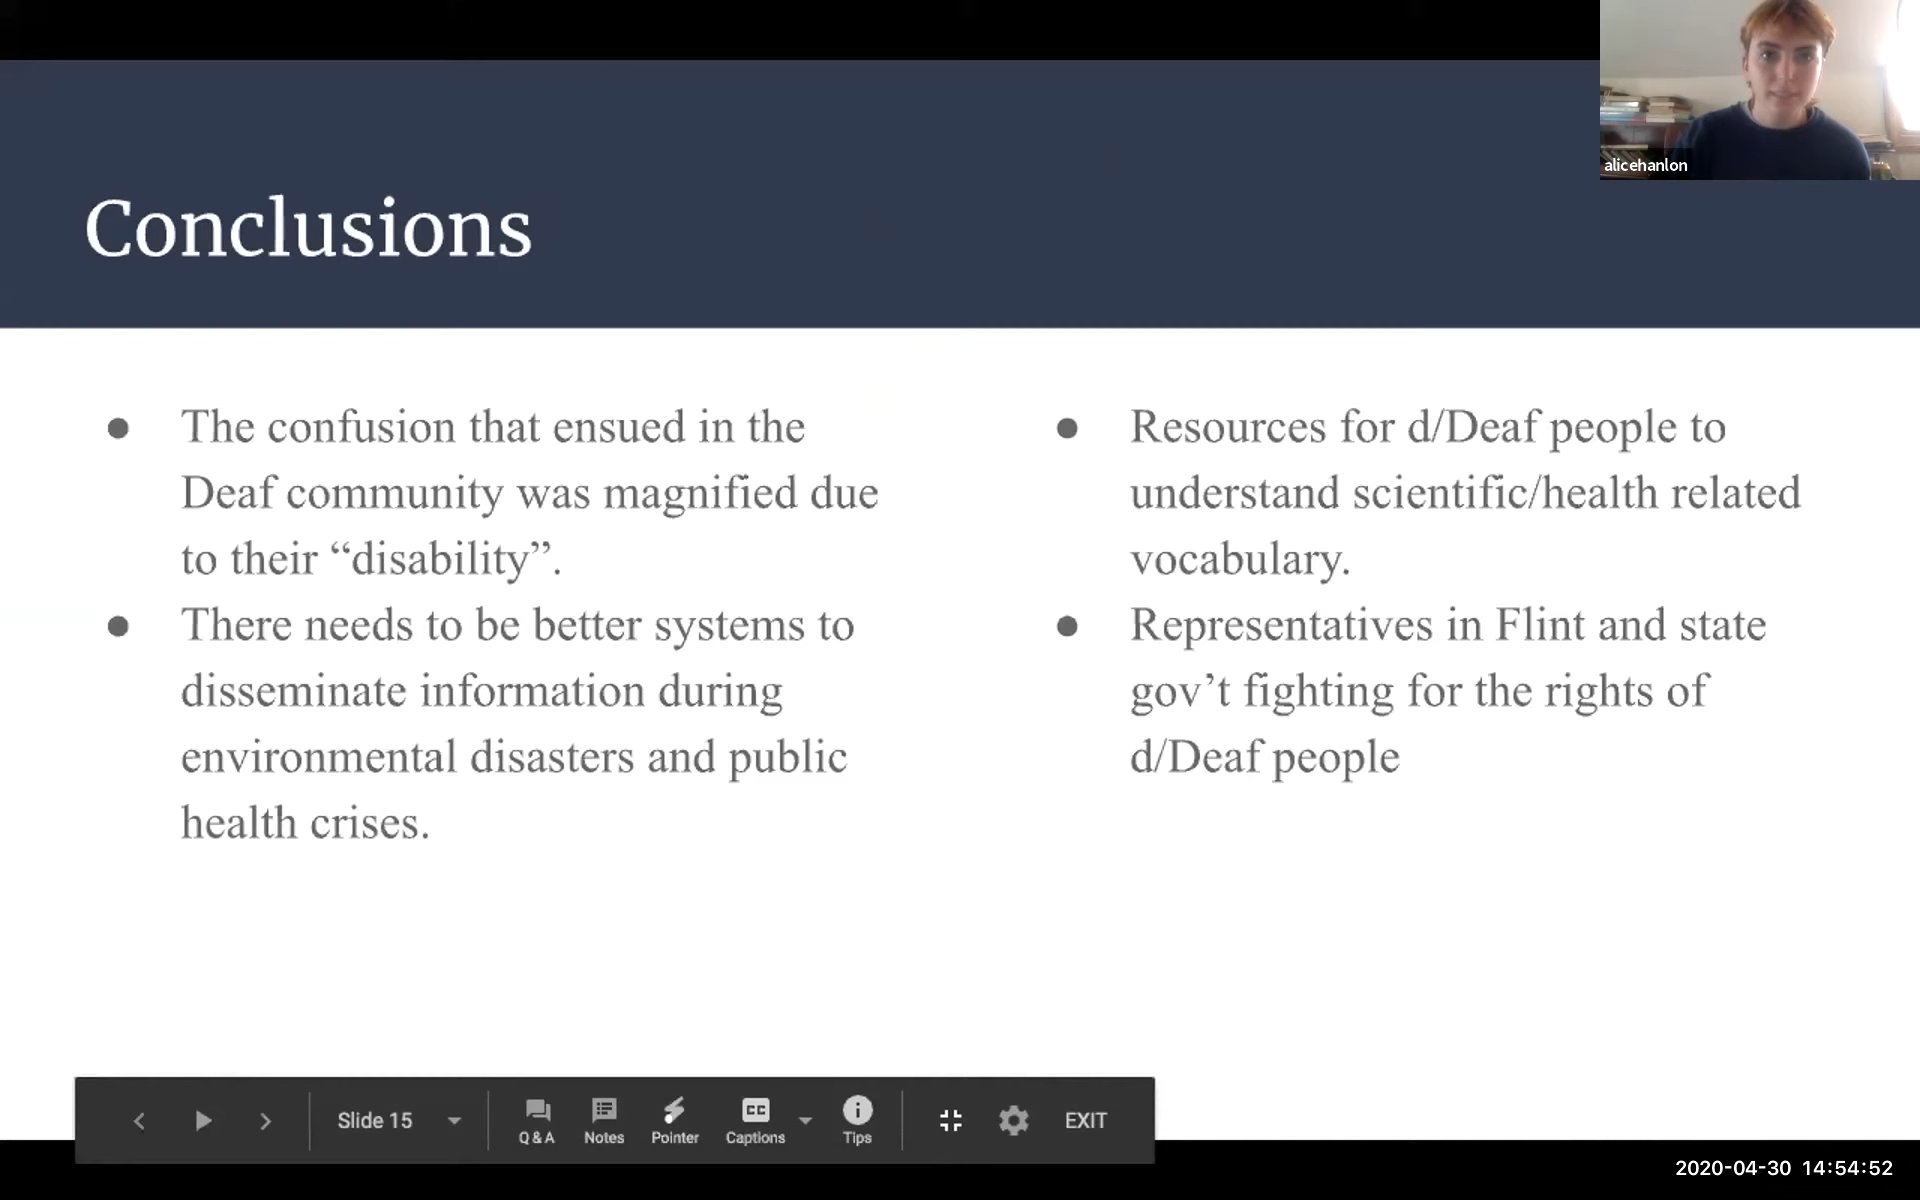 alicehanlon
Conclusions
● The confusion that ensued in the
Deaf community was magnified due
to their “disability”.
● There needs to be better systems to
disseminate information during
environmental disasters and public
health crises.
● Resources for d/Deaf people to
understand scientific/health related
vocabulary.
● Representatives in Flint and state
gov’t fighting for the rights of
d/Deaf people
Slide 15
Q & A
Notes
Pointer
CC
Captions
Tips
EXIT
2020-04-30 14:54:52